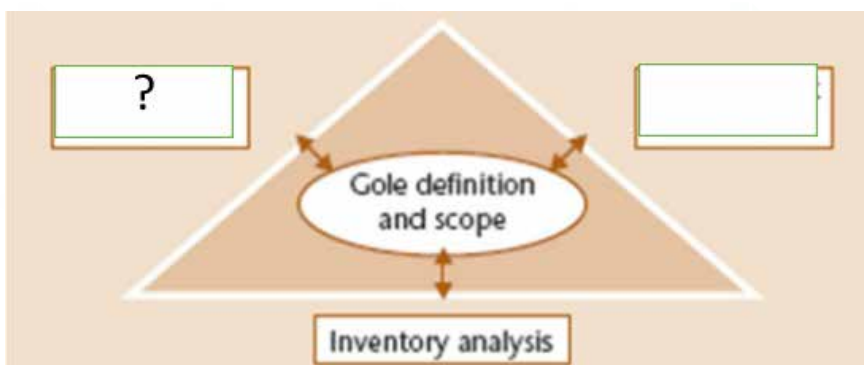 ?
Gole definition
and scope
Inventory analysis